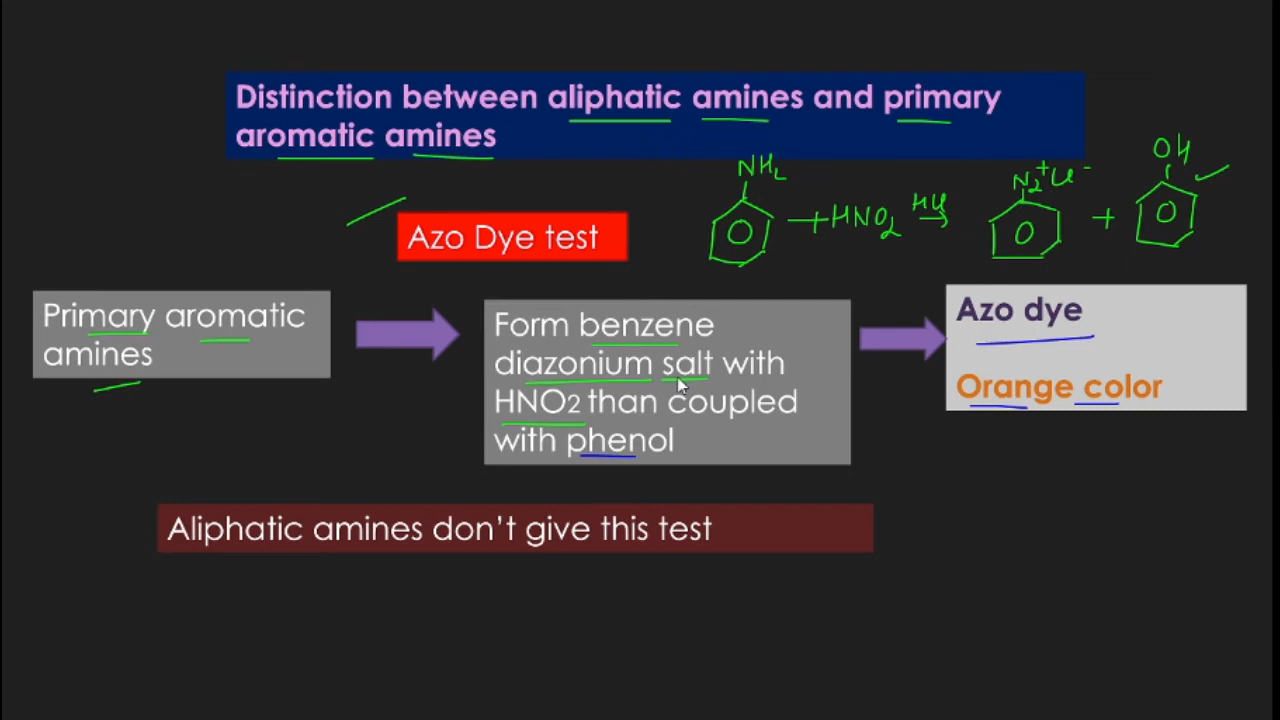 Distinction between aliphatic amines and primary
aromatic amines
OH
NH2
N2+Cl-
+HNO2 HCl +
Azo Dye test
Primary aromatic
amines
Form benzene
diazonium salt with
HNO2 than coupled
with phenol
Azo dye
Orange color
Aliphatic amines don't give this test